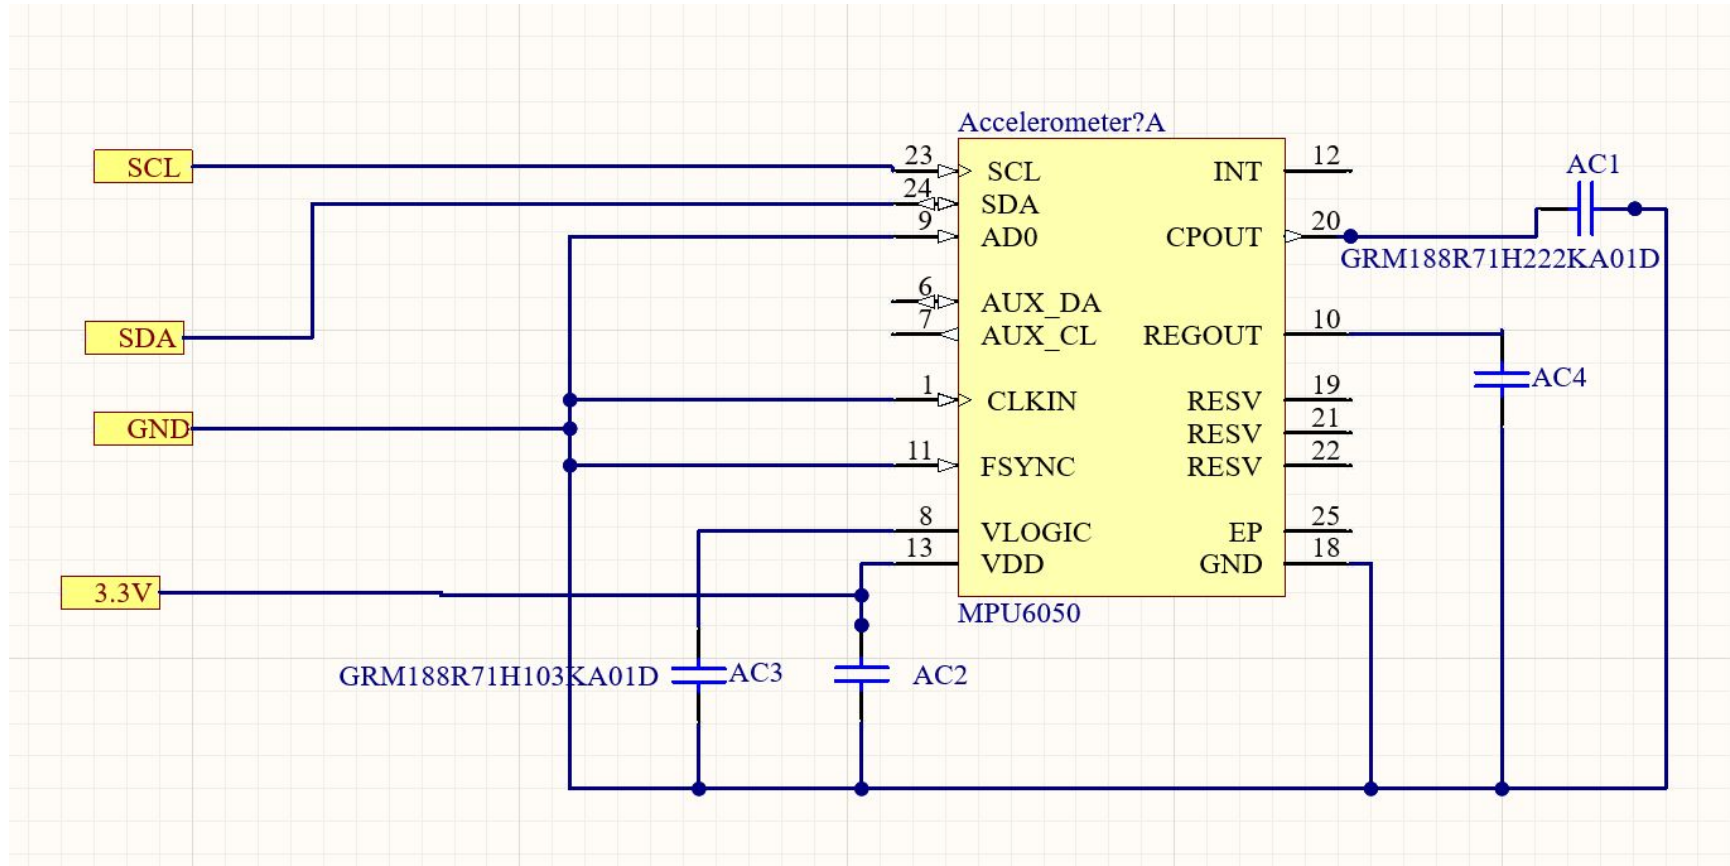 Accelerometer?A
SCL
SDA
GND
3.3V
23
24
9
6
7
1
11
8
13
SCL
SDA
AD0
AUX_DA
AUX_CL
CLKIN
FSYNC
VLOGIC
VDD
INT
CPOUT
REGOUT
RESV
RESV
RESV
EP
GND
12
20
10
19
21
22
25
18
MPU6050
AC1
GRM188R71H222KA01D
AC4
GRM188R71H103KA01D
AC3
AC2